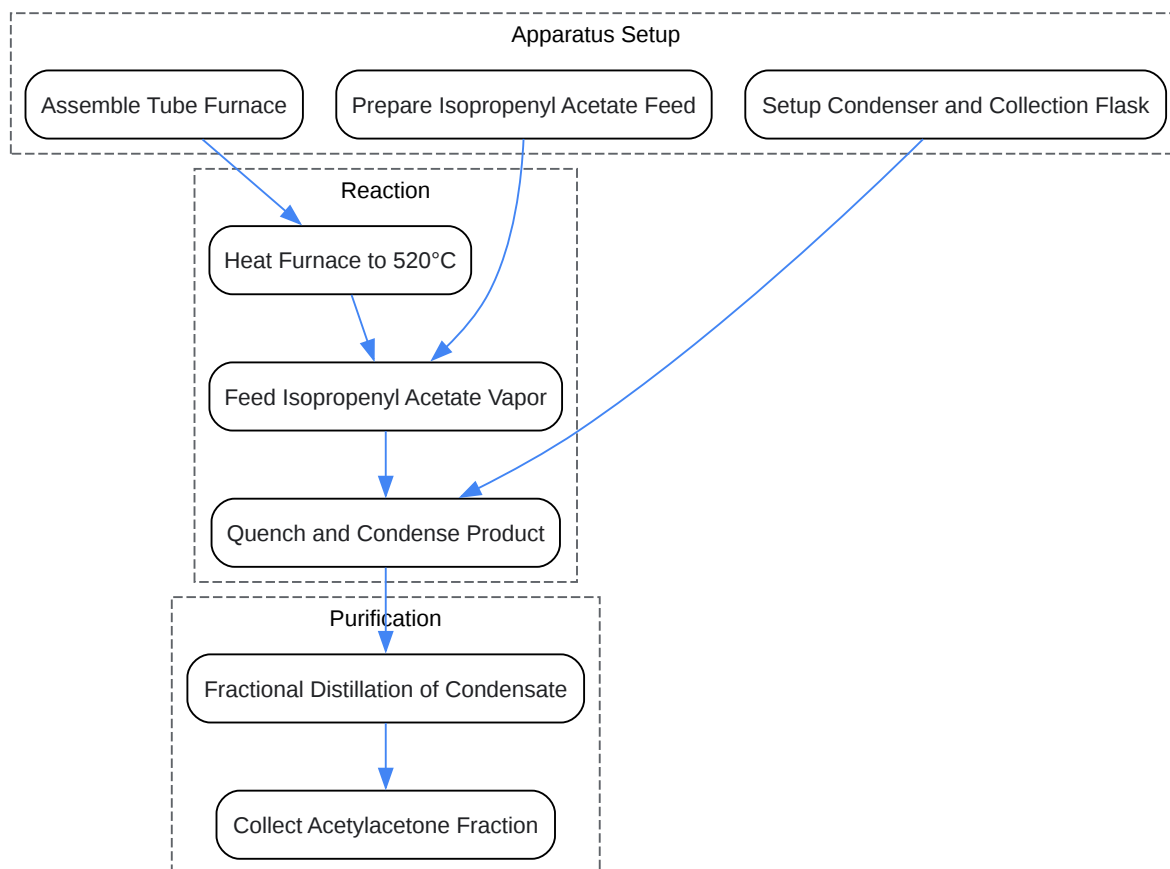 Apparatus Setup
Assemble Tube Furnace
Prepare Isopropenyl Acetate Feed
Setup Condenser and Collection Flask
Reaction
Heat Furnace to 520°C
Feed Isopropenyl Acetate Vapor
Quench and Condense Product
Purification
Fractional Distillation of Condensate
Collect Acetylacetone Fraction